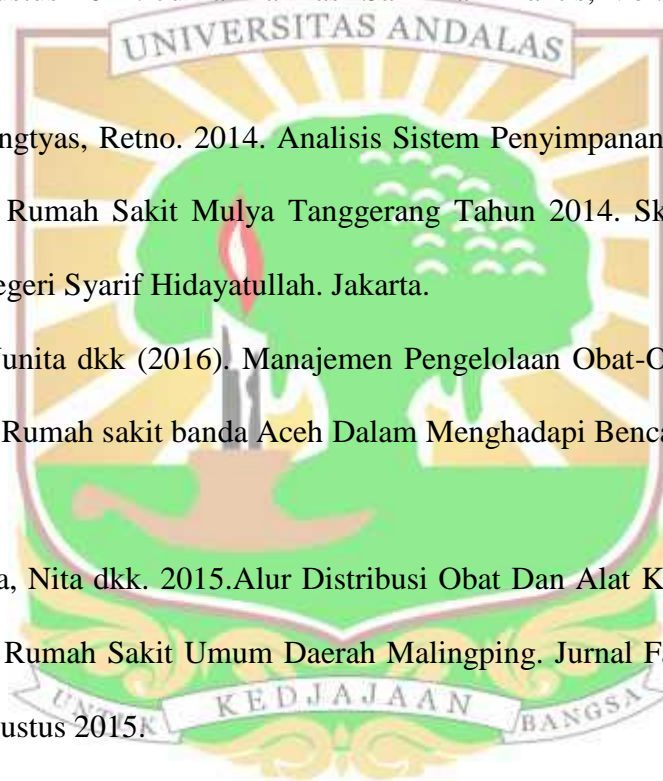 UNIVERSITAS ANDALAS
ngtyas, Retno. 2014. Analisis Sistem Penyimpanan
Rumah Sakit Mulya Tanggerang Tahun 2014. Sk
egeri Syarif Hidayatullah. Jakarta.
unita dkk (2016). Manajemen Pengelolaan Obat-O
Rumah sakit banda Aceh Dalam Menghadapi Benca
a, Nita dkk. 2015.Alur Distribusi Obat Dan Alat K
Rumah Sakit Umum Daerah Malingping. Jurnal Fa
UNTUK KEDJAJAAN BANGSA
ustus 2015.